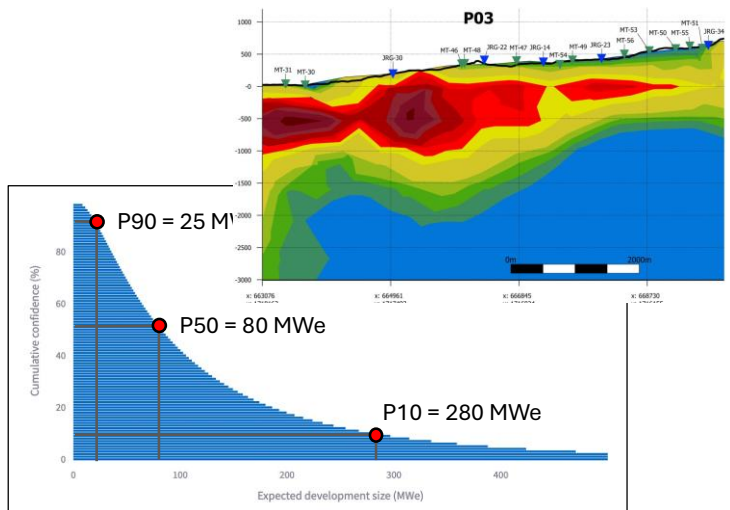 P03
1000
500
-0
-500
-1000
-1500
-2000
-2500
-3000
MT-31
MT-30
JRG-30
MT-46
MT-48
JRG-22
MT-47
JRG-14
MT-54
MT-49
JRG-23
MT-56
MT-53
MT-50
MT-55
MT-51
JRG-34
0m
2000m
x: 663076
x: 664961
x: 666845
x: 668730
P90 = 25 MW
P50 = 80 MWe
P10 = 280 MWe
Cumulative confidence (%)
80
60
40
20
0
0
100
200
300
400
Expected development size (MWe)